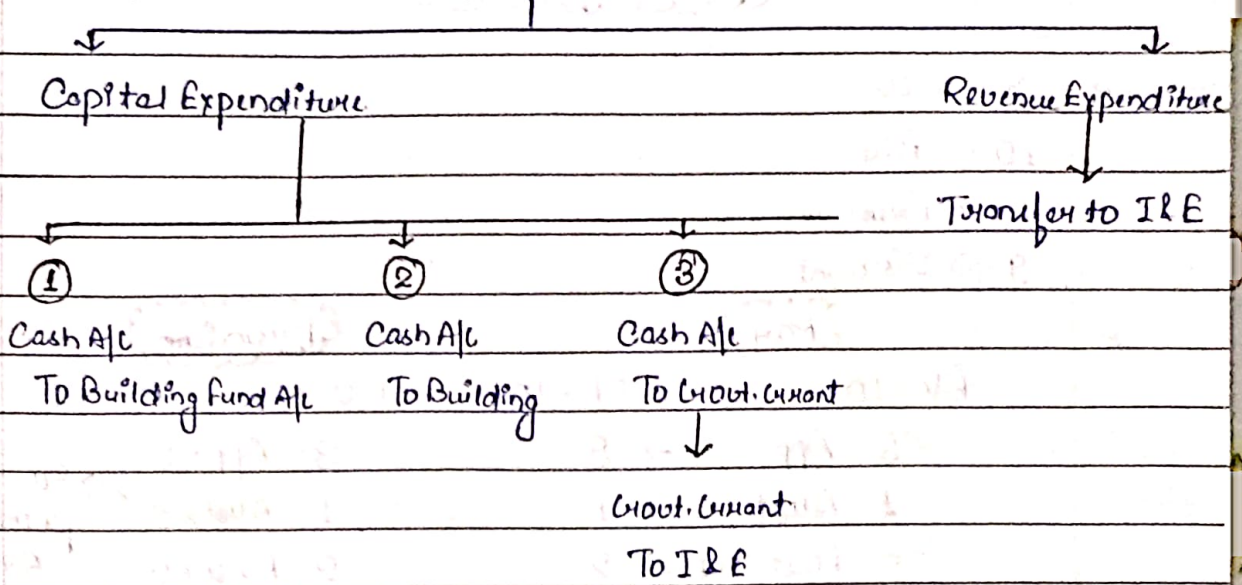 Capital Expenditure
Revenue Expenditure
Transfer to I & E
① ② ③
Cash A/c Cash A/c Cash A/c
To Building Fund A/c To Building To Govt. Grant
Govt. Grant
To I & E